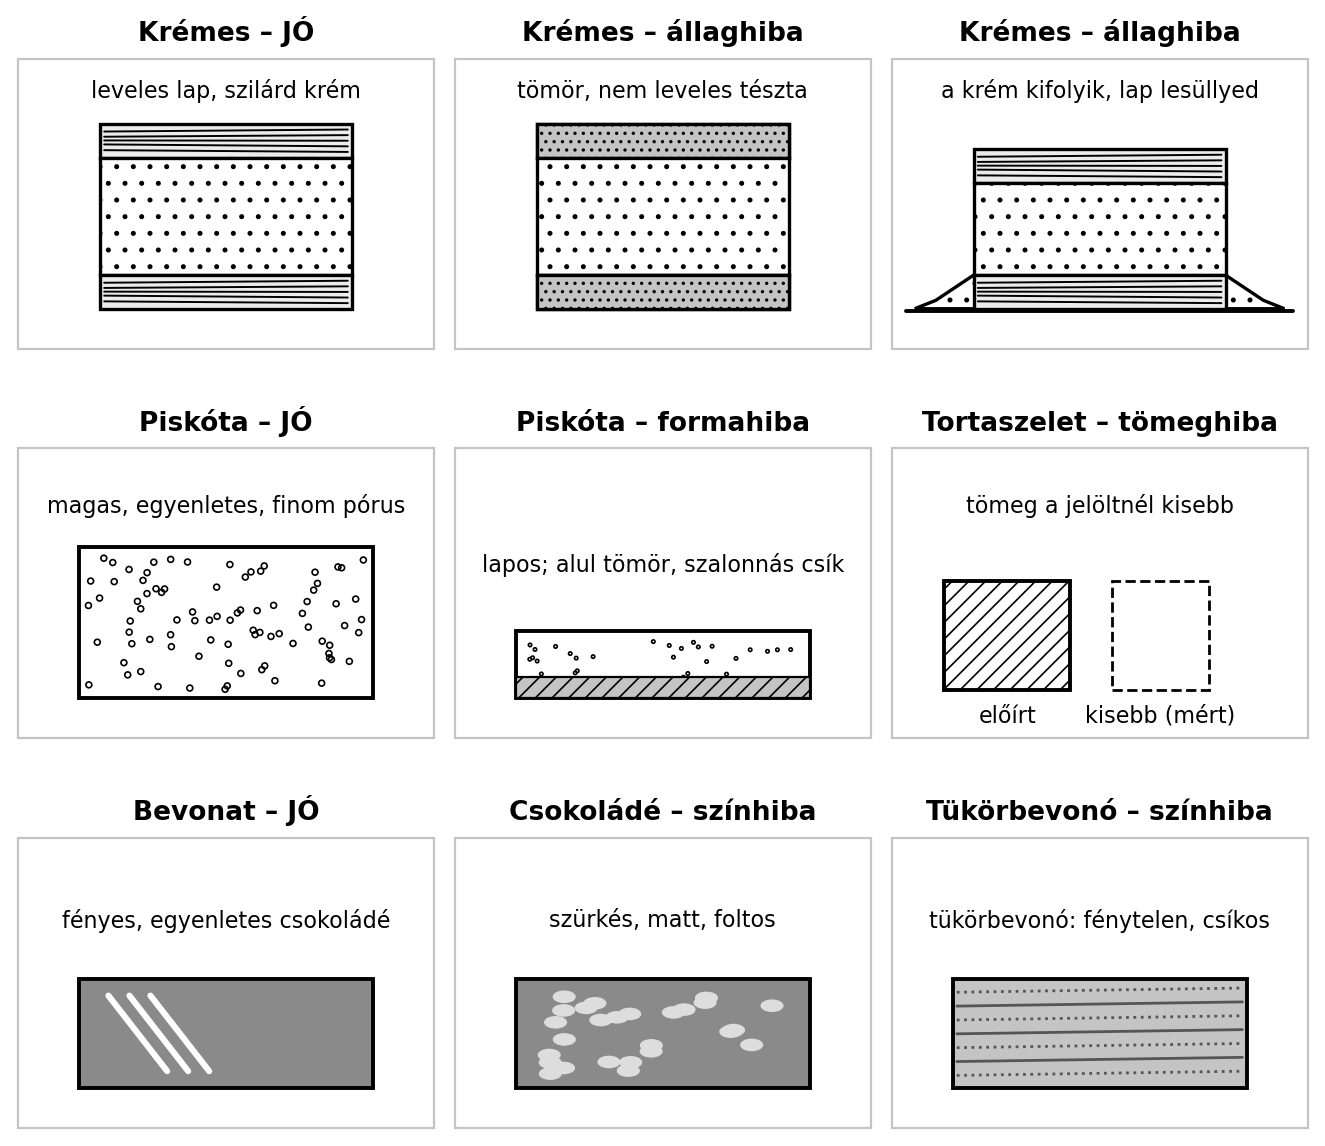 Krémes – JÓ
Krémes – állaghiba
Krémes – állaghiba
leveles lap, szilárd krém
tömör, nem leveles tészta
a krém kifolyik, lap lesüllyed
Piskóta – JÓ
Piskóta – formahiba
Tortaszelet – tömeghiba
magas, egyenletes, finom pórus
lapos; alul tömör, szalonnás csík
tömeg a jelöltnél kisebb
előírt
kisebb (mért)
Bevonat – JÓ
Csokoládé – színhiba
Tükörbevonó – színhiba
fényes, egyenletes csokoládé
szürkés, matt, foltos
tükörbevonó: fénytelen, csíkos